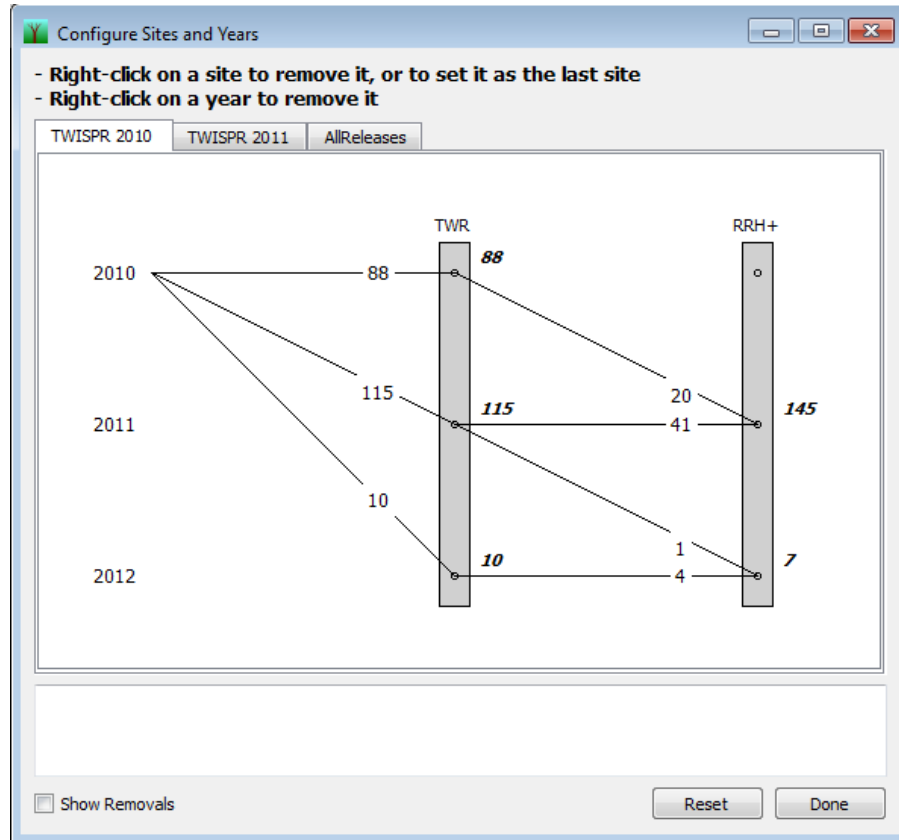 Configure Sites and Years
- Right-click on a site to remove it, or to set it as the last site
- Right-click on a year to remove it
TWISPR 2010 TWISPR 2011 AllReleases
TWR RRH+
2010 88 88
115 20
2011 115 41 145
10
1
2012 10 4 7
Show Removals Reset Done